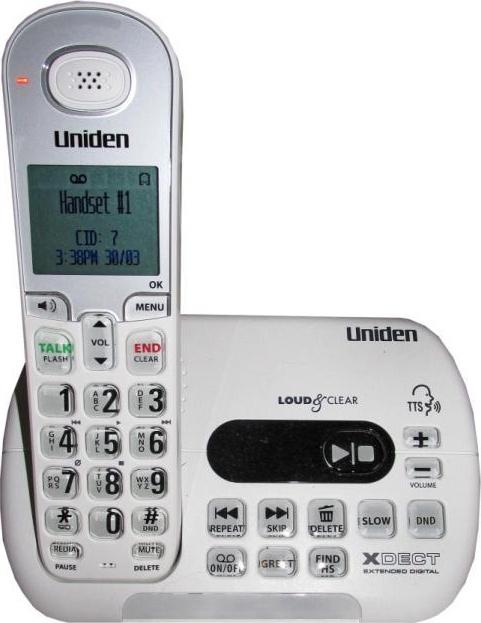 Uniden
Handset #1
CID: 7
3:38PM 30/03
OK
MENU
TALK
FLASH
VOL
END
CLEAR
1
ABC 2
DEF 3
GHI 4
JKL 5
MNO 6
PQRS 7
TUV 8
WXYZ 9
*
0
#
DND
REDIAL
PAUSE
MUTE
DELETE
Uniden
LOUD & CLEAR
TTS
+
−
VOLUME
REPEAT
SKIP
DELETE
SLOW
DND
ON/OFF
GREET
FIND
HS
XDECT
EXTENDED DIGITAL